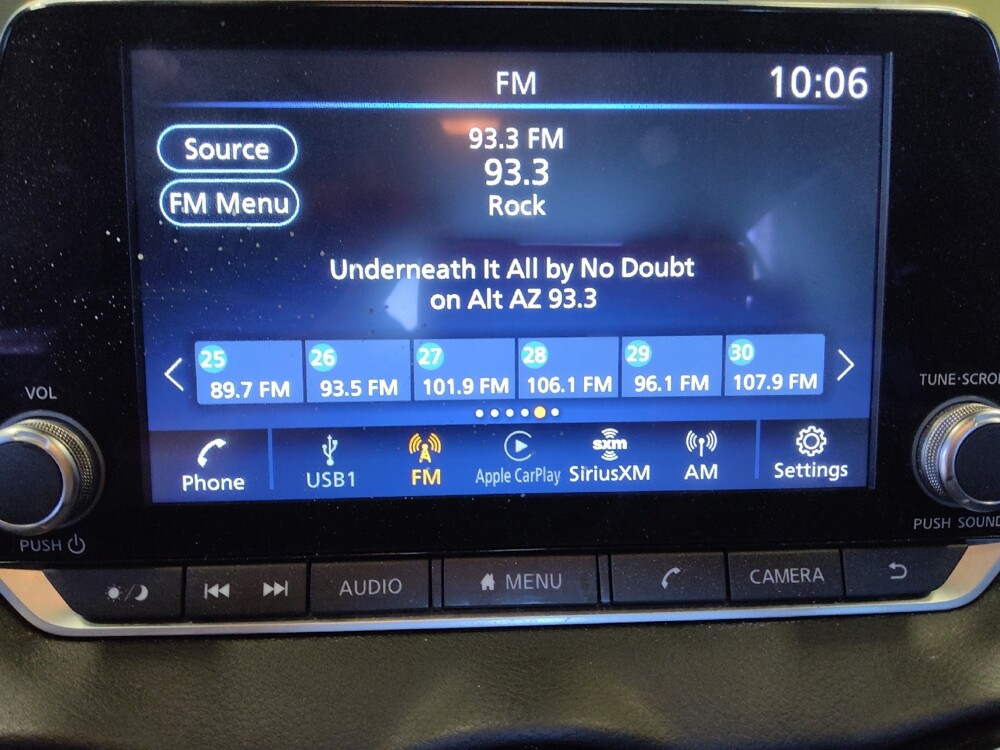 FM
10:06
Source
FM Menu
93.3 FM
93.3
Rock
Underneath It All by No Doubt
on Alt AZ 93.3
25 26 27 28 29 30
89.7 FM 93.5 FM 101.9 FM 106.1 FM 96.1 FM 107.9 FM
Phone USB1 FM Apple CarPlay sxm SiriusXM AM Settings
VOL
PUSH
TUNE·SCRO
PUSH SOUND
AUDIO MENU CAMERA